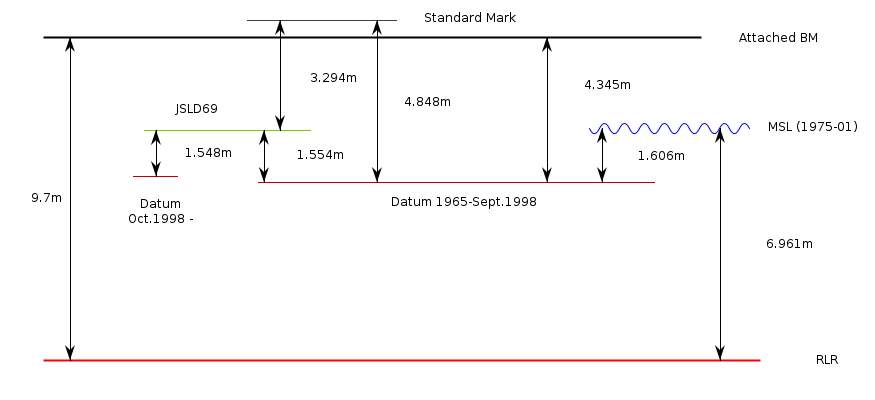 Standard Mark
Attached BM
3.294m
4.345m
4.848m
JSLD69
MSL (1975-01)
1.548m
1.554m
1.606m
9.7m
Datum
Oct.1998 -
Datum 1965-Sept.1998
6.961m
RLR